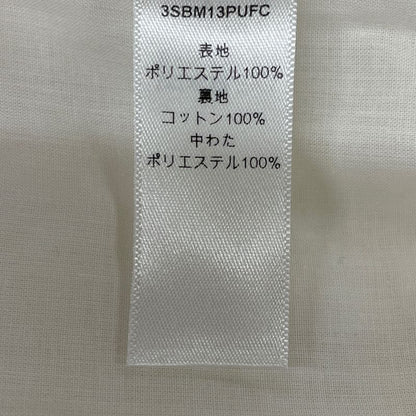 3SBM13PUFC
表地
ポリエステル100%
裏地
コットン100%
中わた
ポリエステル100%